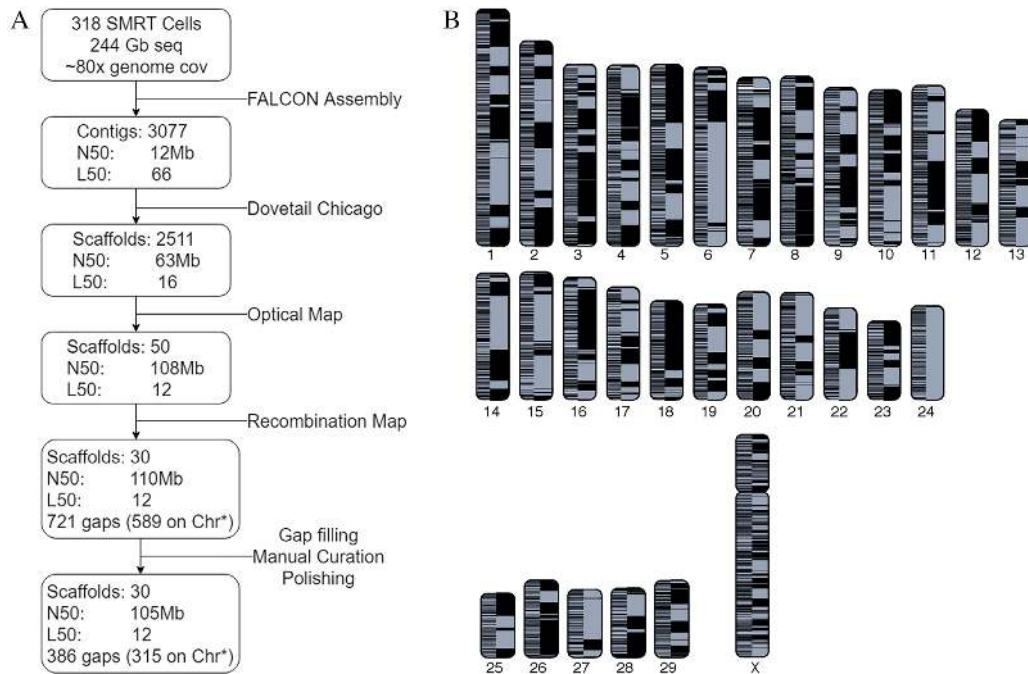 A
318 SMRT Cells
244 Gb seq
~80x genome cov
FALCON Assembly
Contigs: 3077
N50: 12Mb
L50: 66
Dovetail Chicago
Scaffolds: 2511
N50: 63Mb
L50: 16
Optical Map
Scaffolds: 50
N50: 108Mb
L50: 12
Recombination Map
Scaffolds: 30
N50: 110Mb
L50: 12
721 gaps (589 on Chr*)
Gap filling
Manual Curation
Polishing
Scaffolds: 30
N50: 105Mb
L50: 12
386 gaps (315 on Chr*)
B
1 2 3 4 5 6 7 8 9 10 11 12 13
14 15 16 17 18 19 20 21 22 23 24
25 26 27 28 29 X